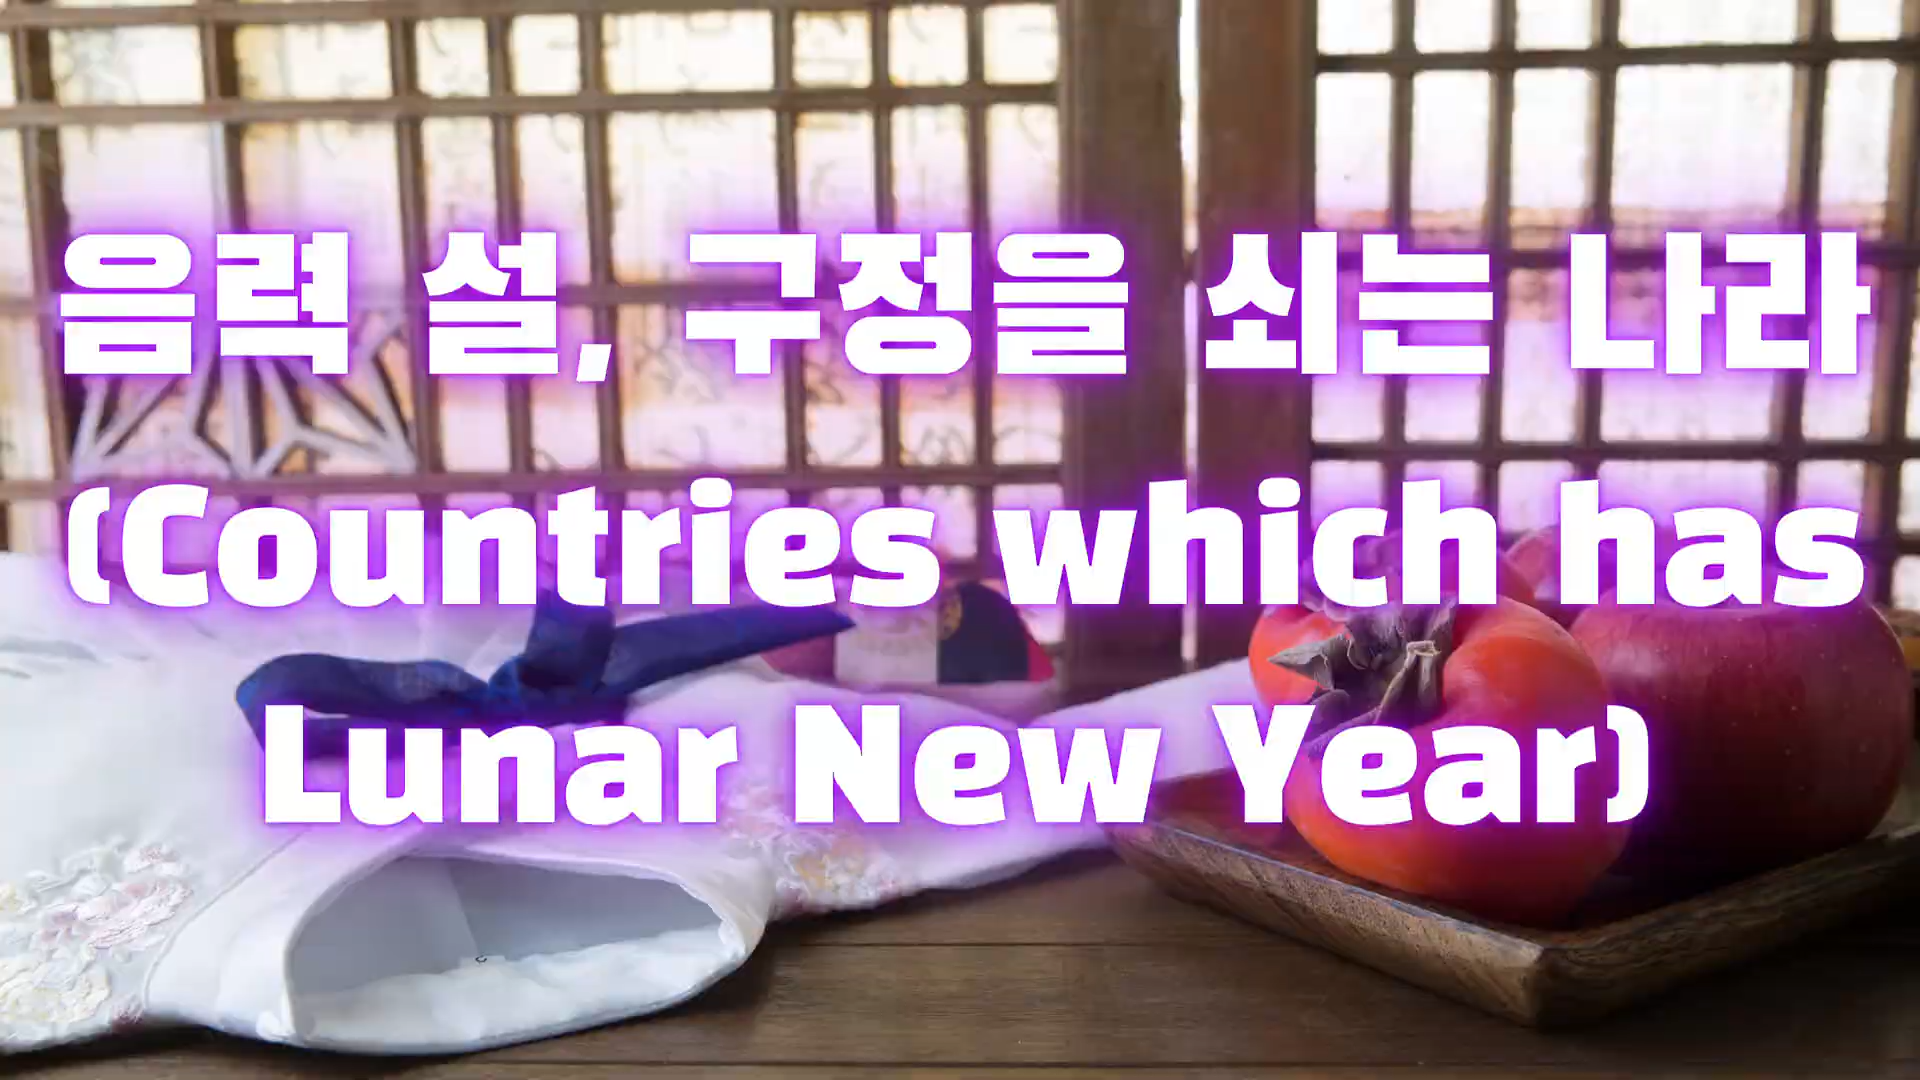 음력 설, 구정을 쇠는 나라
(Countries which has
Lunar New Year)